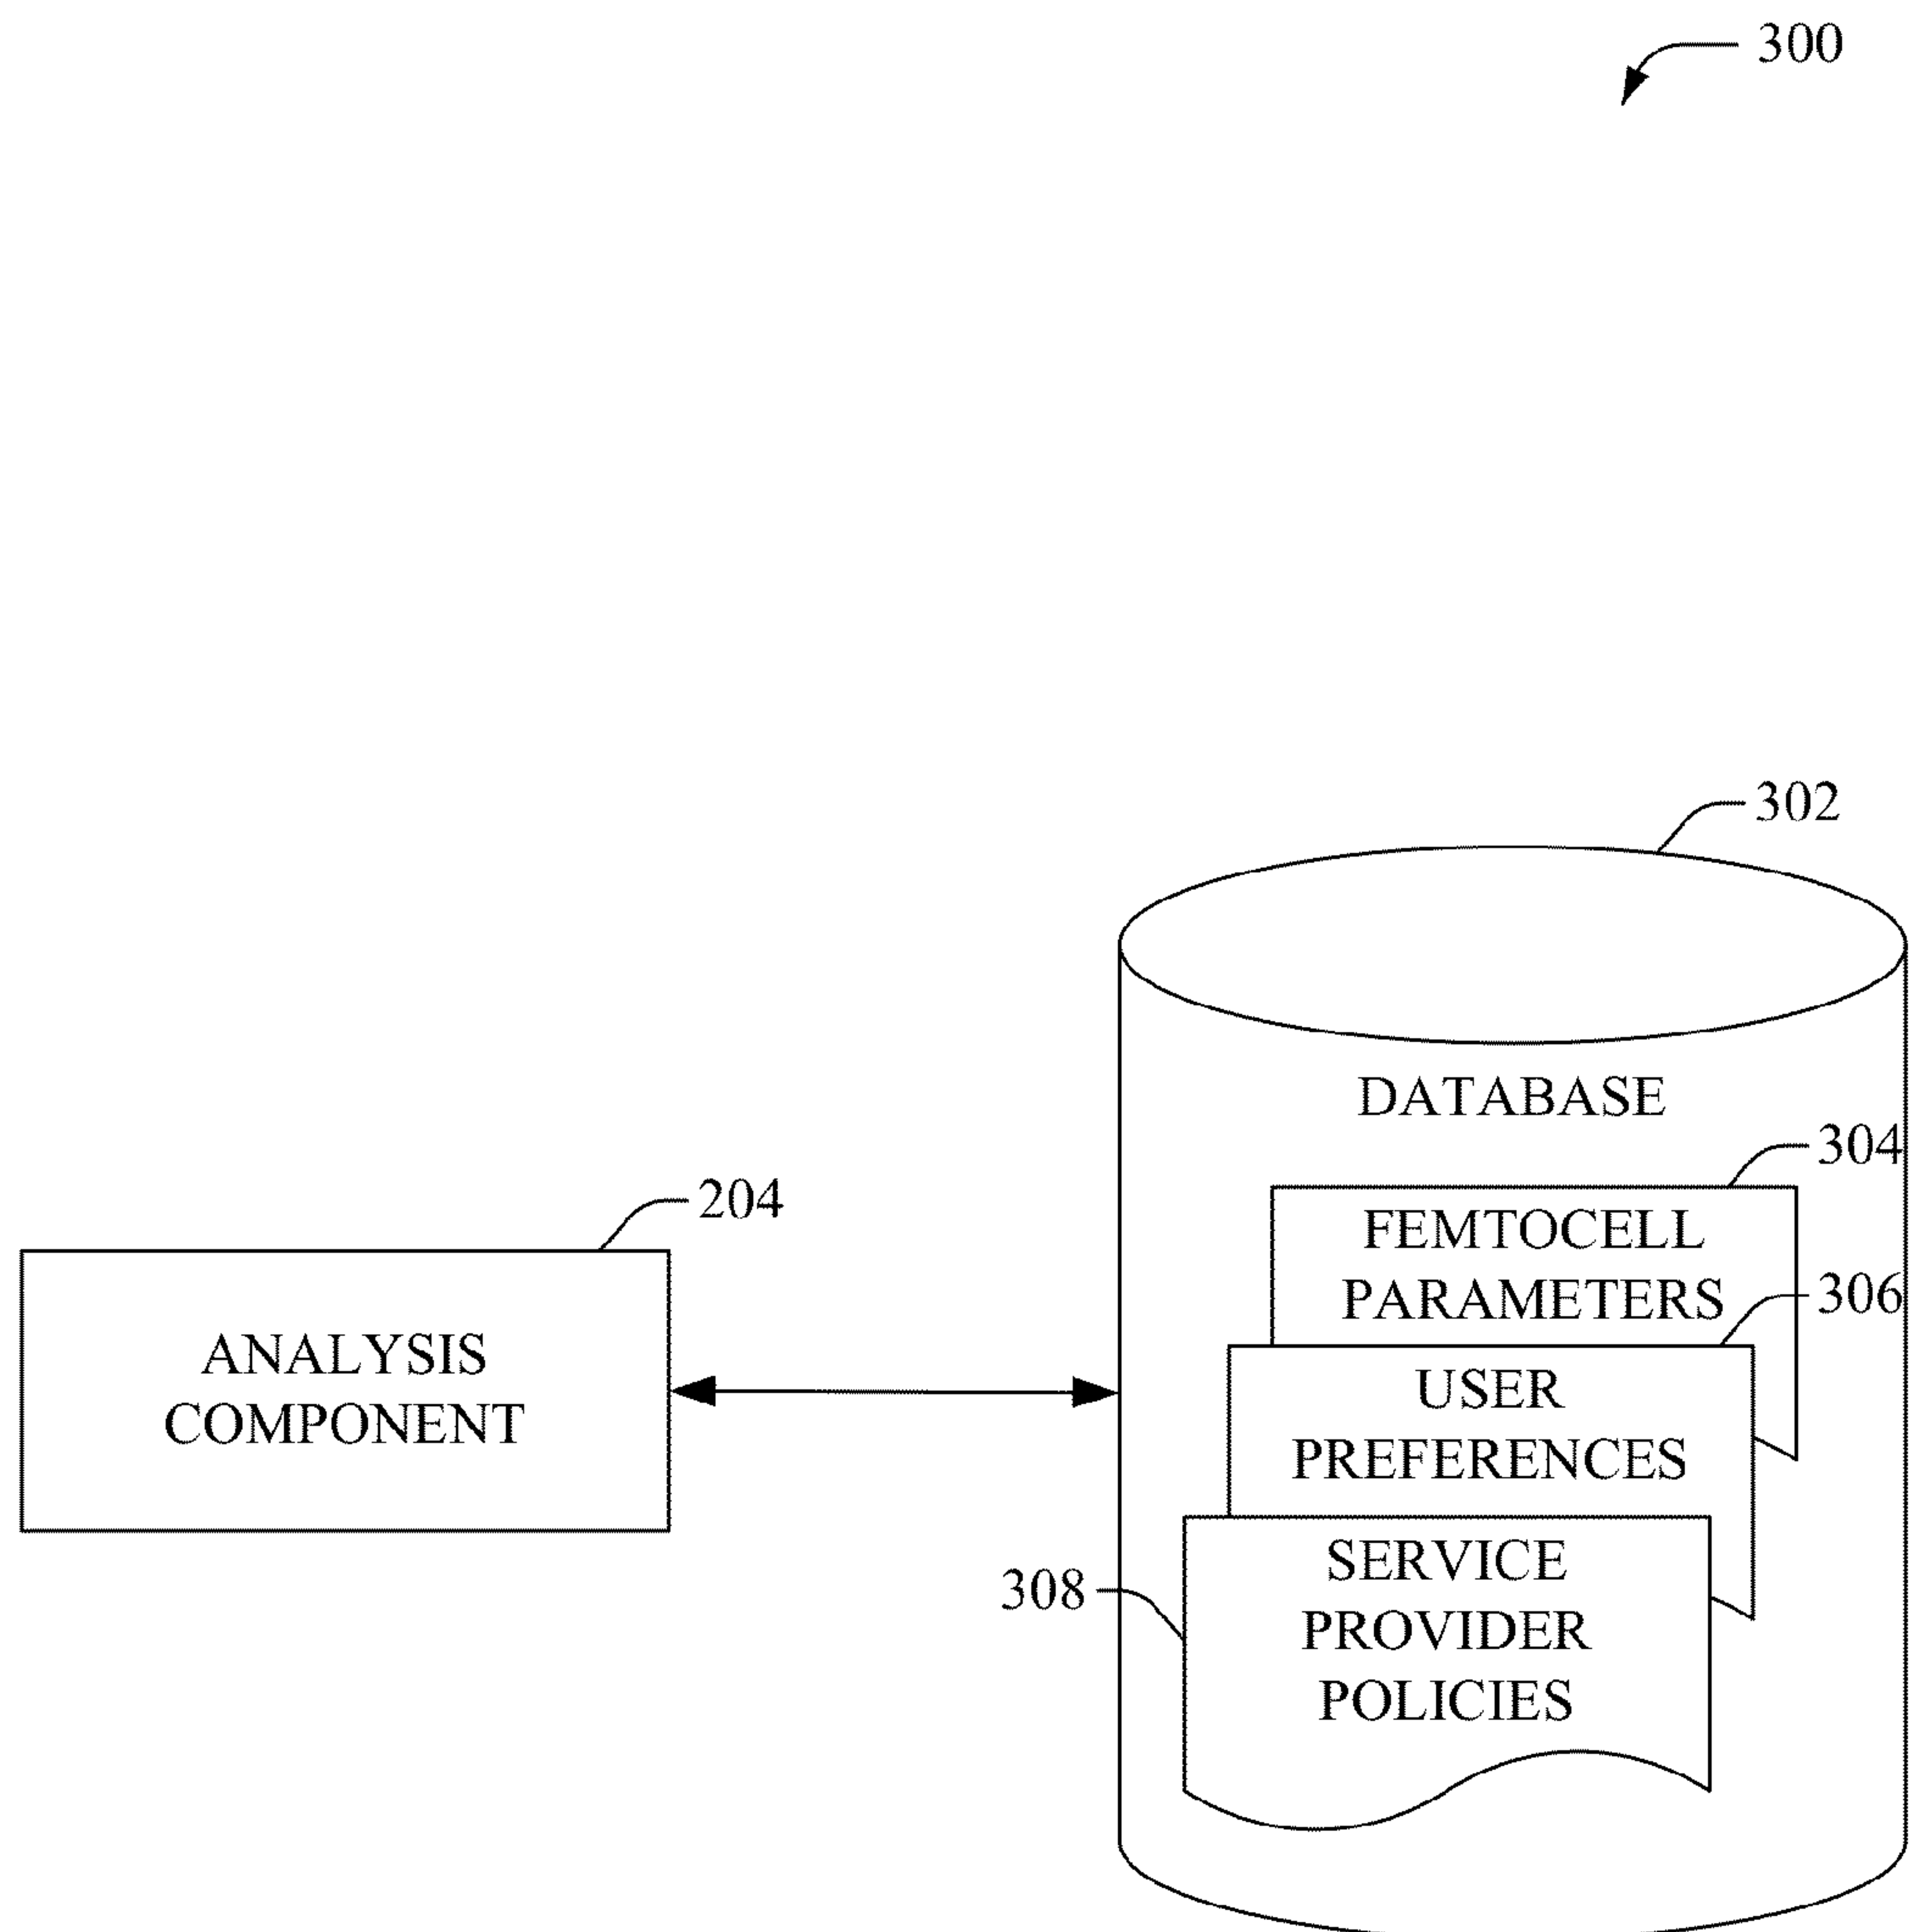 300
302
DATABASE
304
FEMTOCELL
PARAMETERS
306
USER
PREFERENCES
204
ANALYSIS
COMPONENT
308
SERVICE
PROVIDER
POLICIES